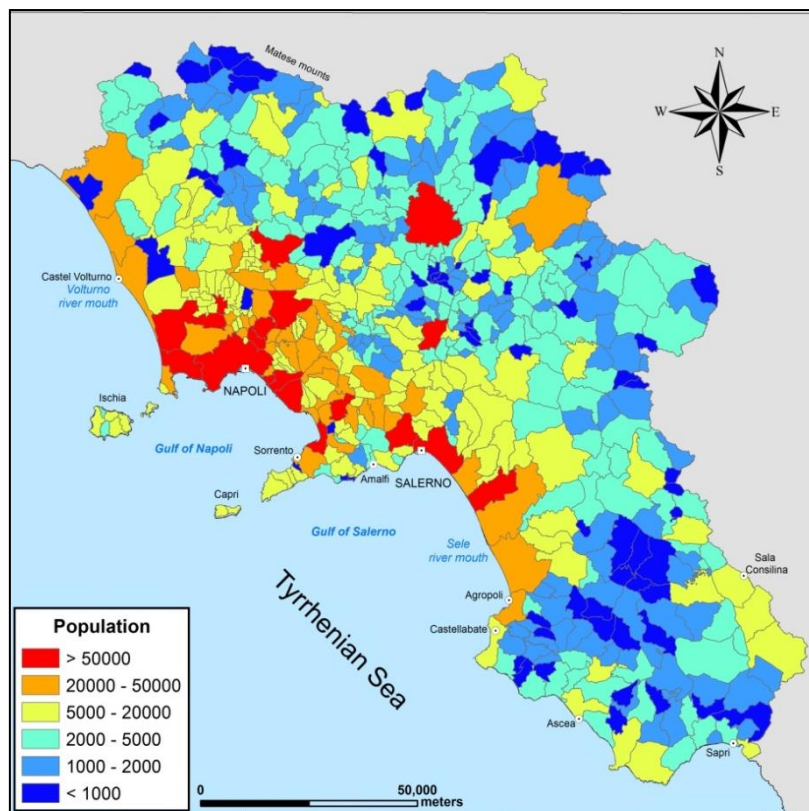 Matese mounts
N
W
E
S
Castel Volturno
Volturno
river mouth
Ischia
NAPOLI
Gulf of Napoli
Sorrento
Amalfi
SALERNO
Capri
Gulf of Salerno
Sele
river mouth
Sala
Consilina
Tyrrhenian Sea
Agropoli
Castellabate
Ascea
Sapri
Population
> 50000
20000 - 50000
5000 - 20000
2000 - 5000
1000 - 2000
< 1000
0
50,000
meters